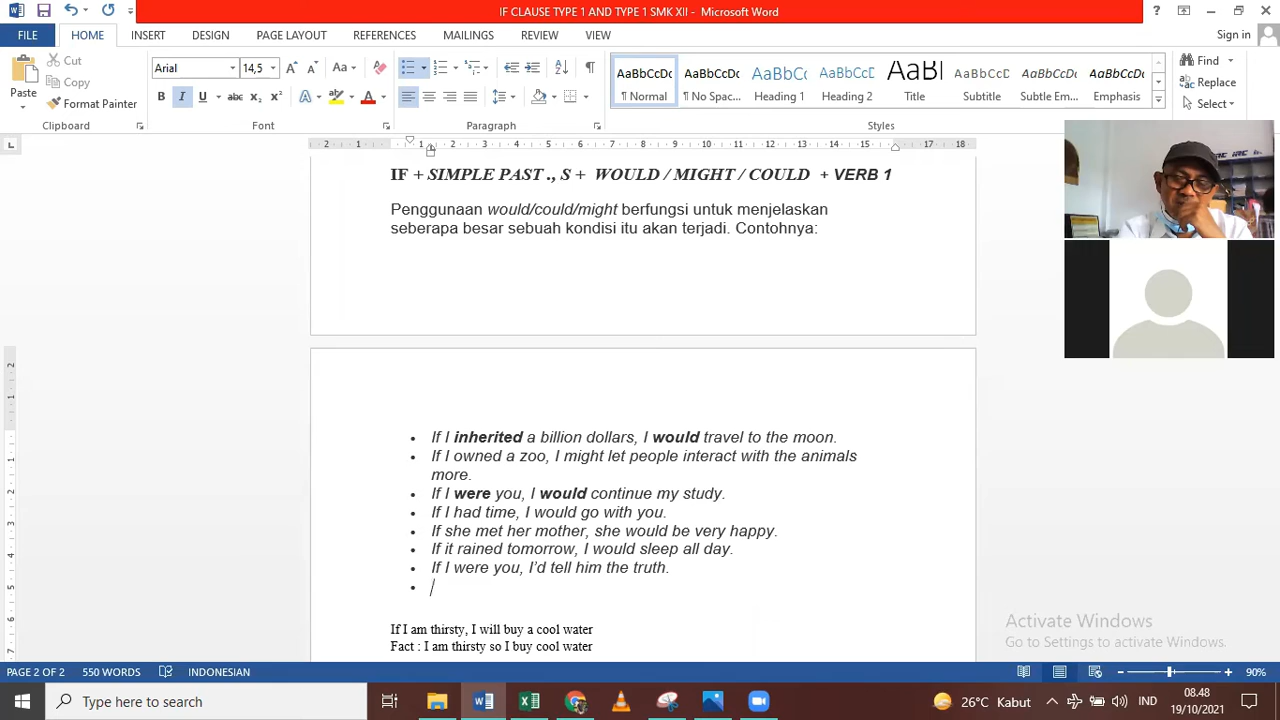 IF CLAUSE TYPE 1 AND TYPE 1 SMK XII - Microsoft Word
FILE HOME INSERT DESIGN PAGE LAYOUT REFERENCES MAILINGS REVIEW VIEW Sign in
Paste Cut Copy Format Painter
Clipboard
Arial 14,5
Font
Paragraph
AaBbCcDc AaBbCcDc AaBbC( AaBbCcC AaBl AaBbCcD AaBbCcDc AaBbCcDc
¶ Normal ¶ No Spac... Heading 1 Heading 2 Title Subtitle Subtle Em... Emphasis
Styles
Find
Replace
Select
IF + SIMPLE PAST ., S + WOULD / MIGHT / COULD + VERB 1
Penggunaan would/could/might berfungsi untuk menjelaskan
seberapa besar sebuah kondisi itu akan terjadi. Contohnya:
• If I inherited a billion dollars, I would travel to the moon.
• If I owned a zoo, I might let people interact with the animals
more.
• If I were you, I would continue my study.
• If I had time, I would go with you.
• If she met her mother, she would be very happy.
• If it rained tomorrow, I would sleep all day.
• If I were you, I’d tell him the truth.
•
If I am thirsty, I will buy a cool water
Fact : I am thirsty so I buy cool water
Activate Windows
Go to Settings to activate Windows.
PAGE 2 OF 2 550 WORDS INDONESIAN 90%
Type here to search 26°C Kabut IND 08.48
19/10/2021